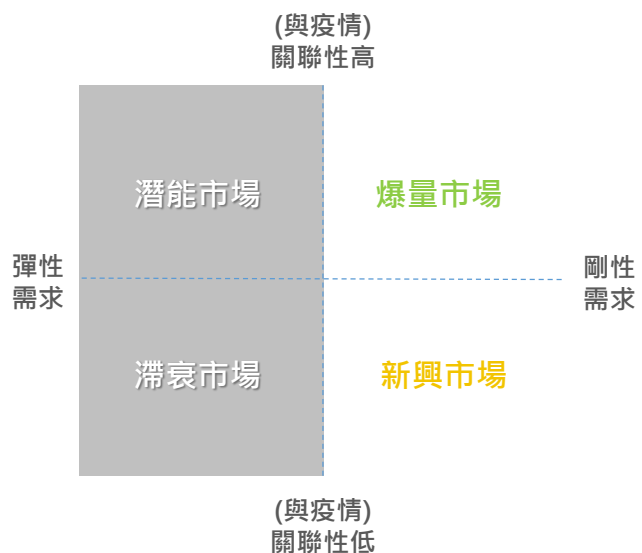 (與疫情)
關聯性高
潛能市場
爆量市場
彈性
需求
剛性
需求
滯衰市場
新興市場
(與疫情)
關聯性低